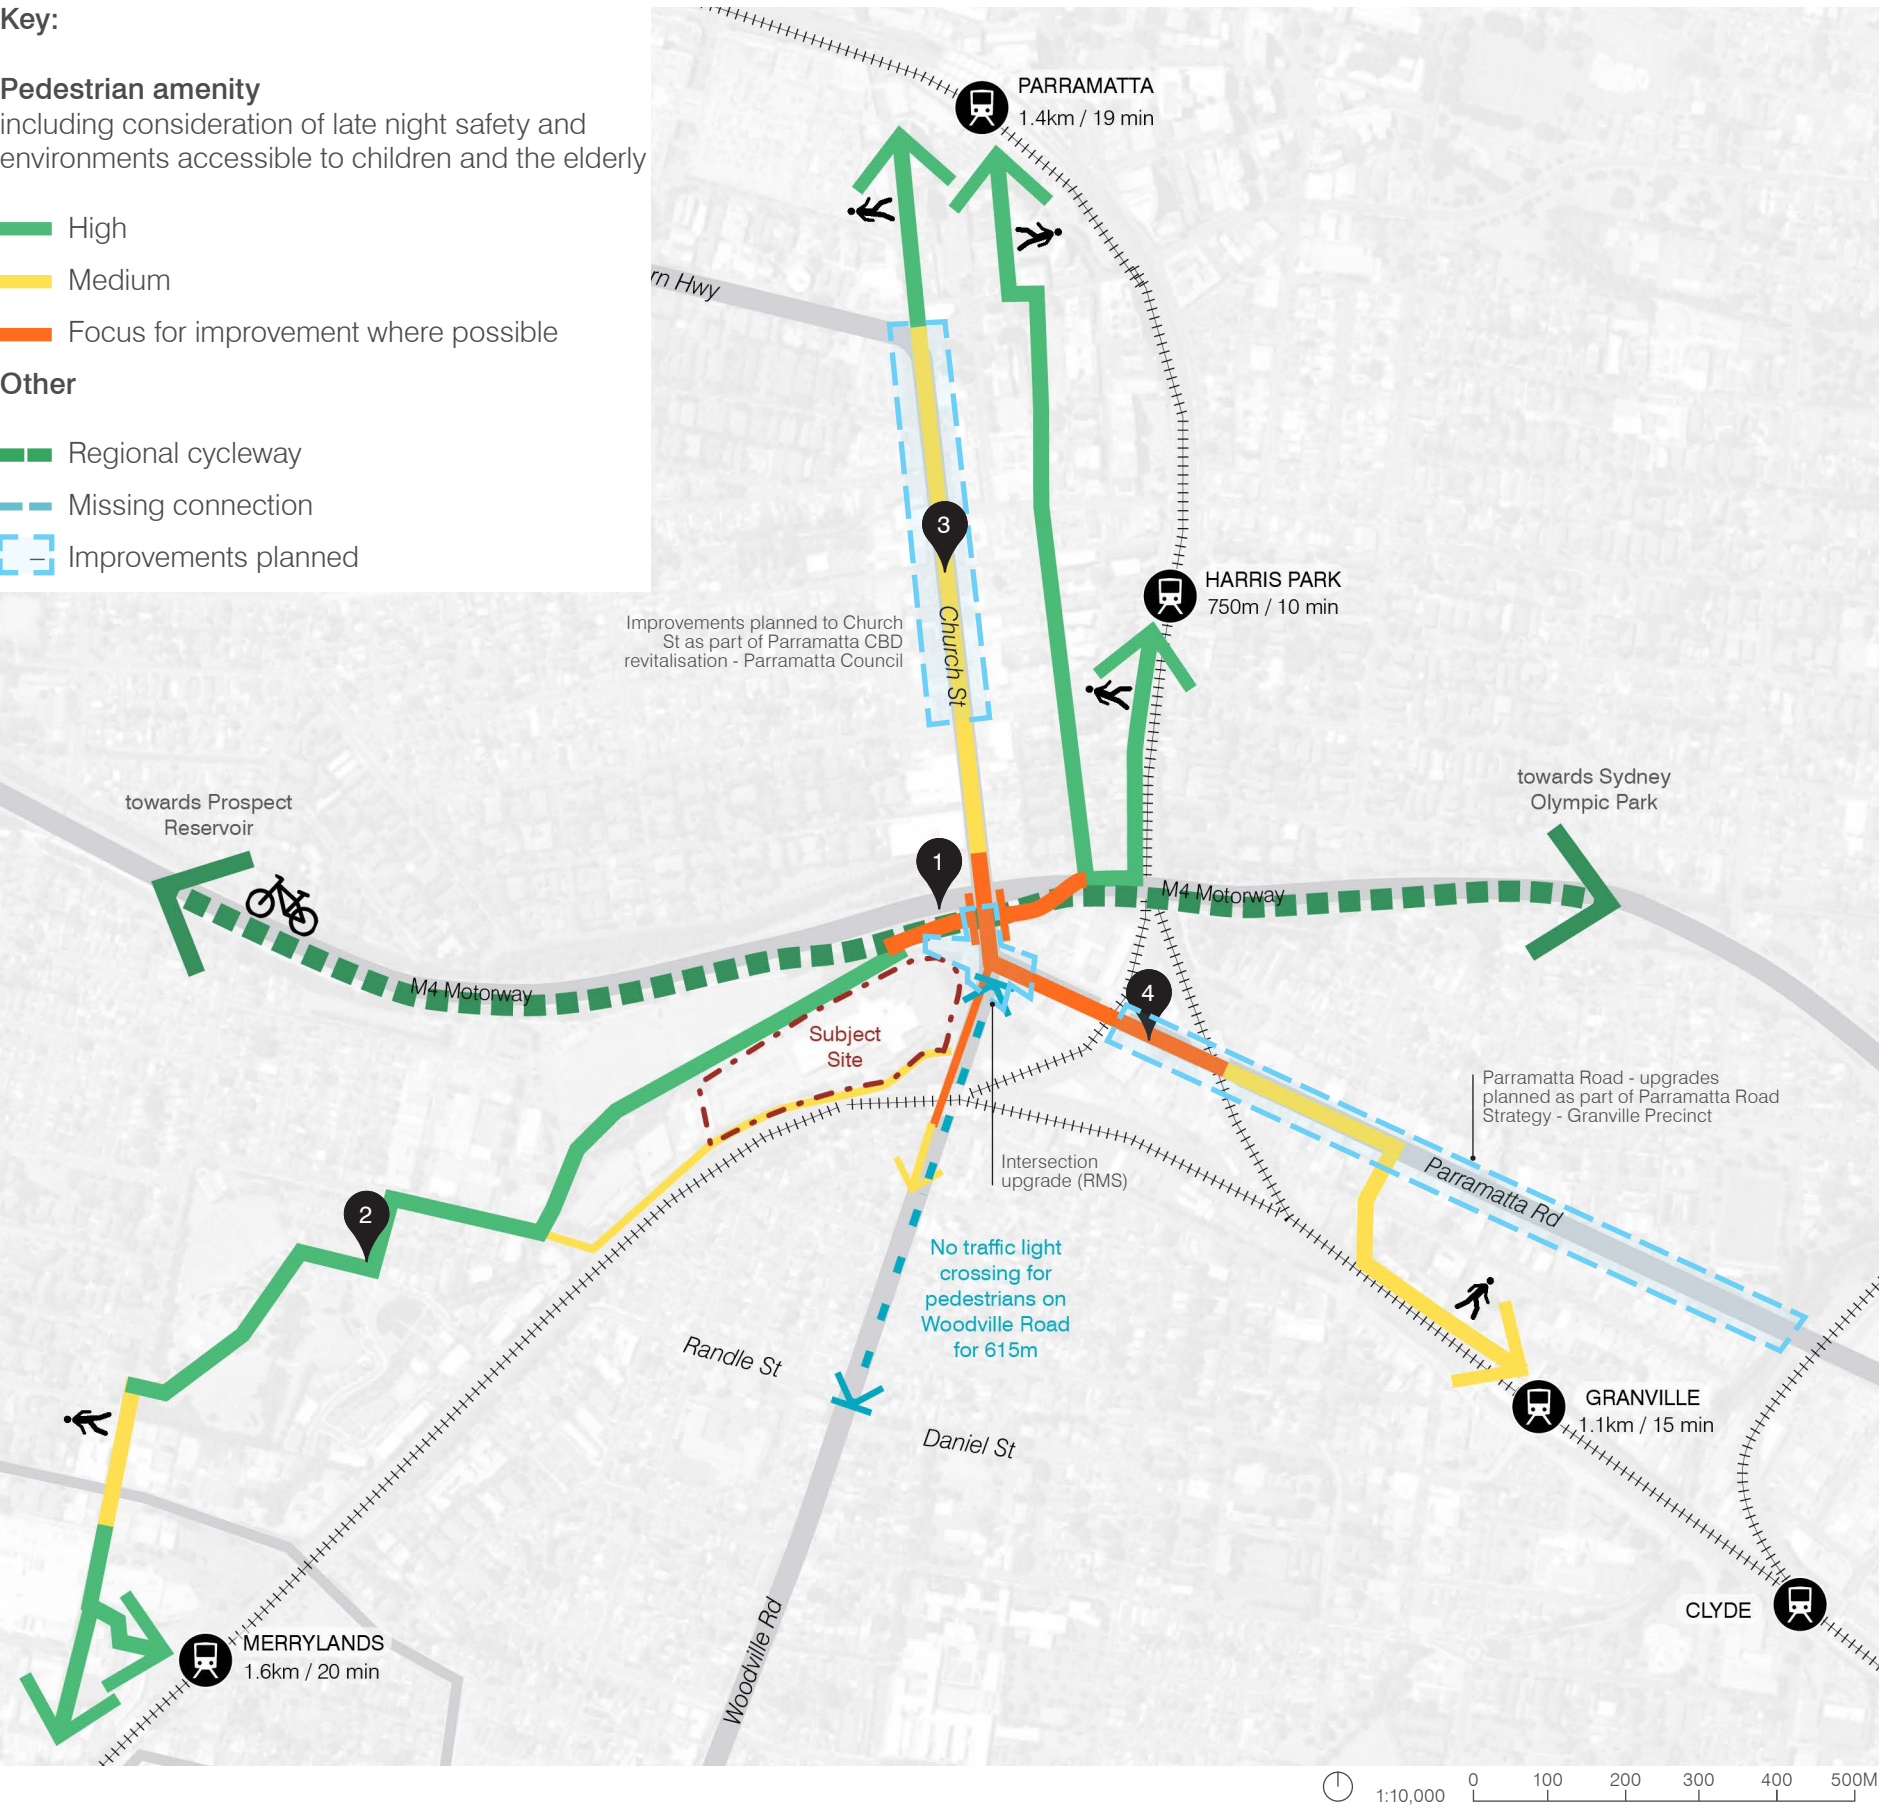 Key:
Pedestrian amenity
including consideration of late night safety and
environments accessible to children and the elderly
High
Medium
Focus for improvement where possible
Other
Regional cycleway
Missing connection
Improvements planned
PARRAMATTA
1.4km / 19 min
rn Hwy
3
HARRIS PARK
750m / 10 min
Improvements planned to Church
St as part of Parramatta CBD
revitalisation - Parramatta Council
Church St
towards Prospect
Reservoir
towards Sydney
Olympic Park
1
M4 Motorway
M4 Motorway
4
Subject
Site
Parramatta Road - upgrades
planned as part of Parramatta Road
Strategy - Granville Precinct
Intersection
upgrade (RMS)
Parramatta Rd
2
No traffic light
crossing for
pedestrians on
Woodville Road
for 615m
Randle St
Daniel St
GRANVILLE
1.1km / 15 min
CLYDE
MERRYLANDS
1.6km / 20 min
Woodville Rd
1:10,000
0 100 200 300 400 500M